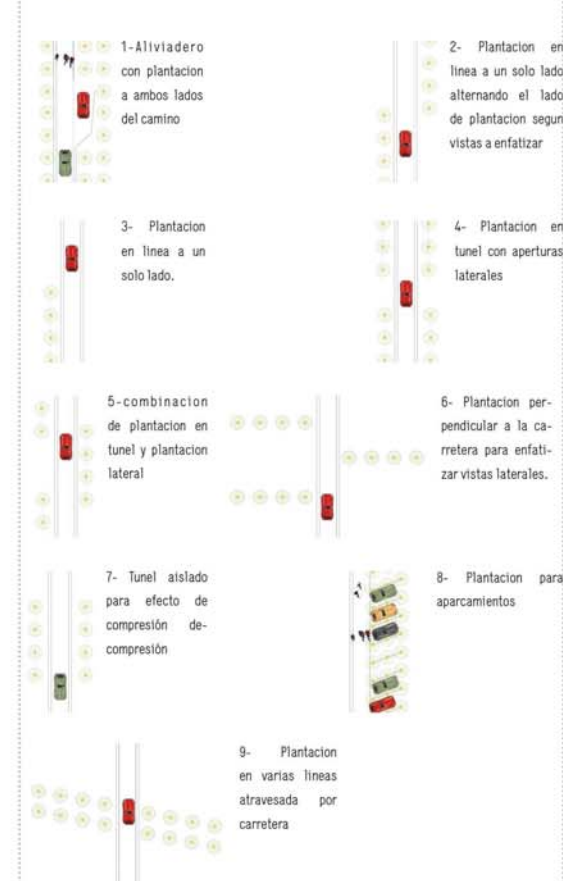 1-Aliviadero
con plantacion
a ambos lados
del camino
2- Plantacion en
linea a un solo lado
alternando el lado
de plantacion segun
vistas a enfatizar
3- Plantacion
en linea a un
solo lado.
4- Plantacion en
tunel con aperturas
laterales
5-combinacion
de plantacion en
tunel y plantacion
lateral
6- Plantacion per-
pendicular a la ca-
rretera para enfati-
zar vistas laterales.
7- Tunel aislado
para efecto de
compresión de-
compresión
8- Plantacion para
aparcamientos
9- Plantacion
en varias lineas
atravesada por
carretera